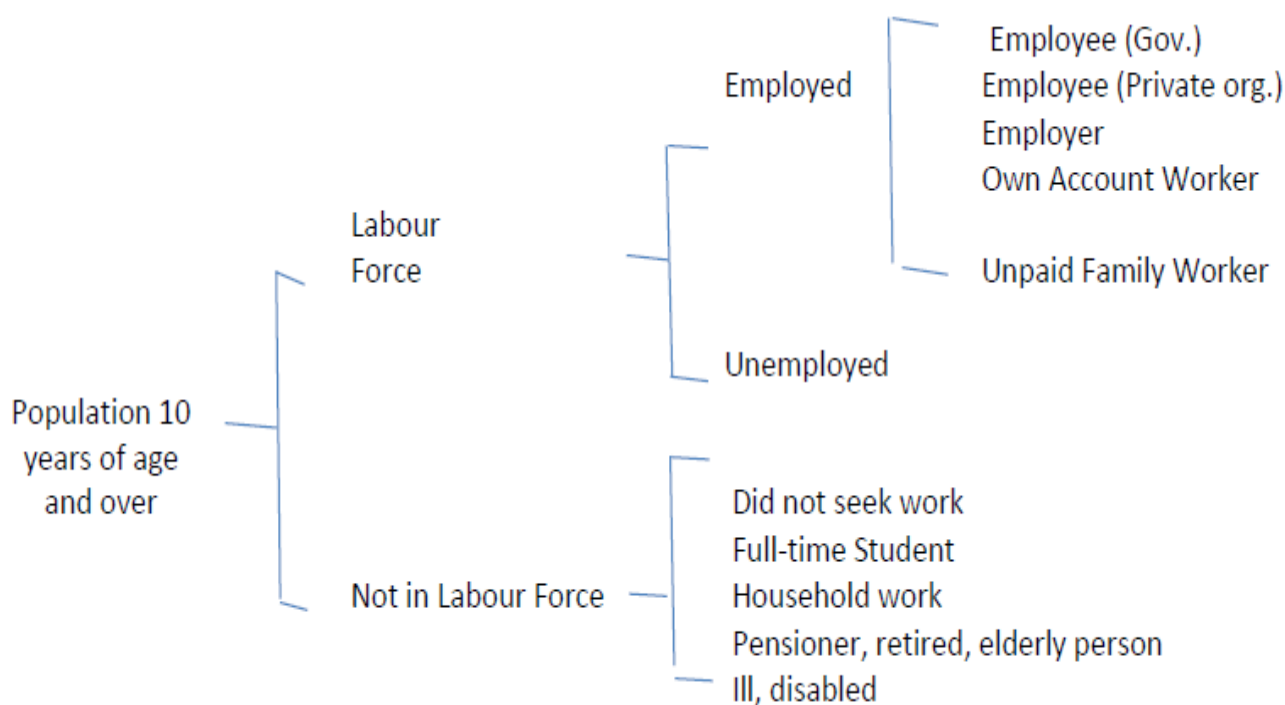 Employee (Gov.)
Employed
Employee (Private org.)
Employer
Own Account Worker
Labour
Force
Unpaid Family Worker
Unemployed
Population 10
years of age
and over
Did not seek work
Full-time Student
Not in Labour Force
Household work
Pensioner, retired, elderly person
Ill, disabled